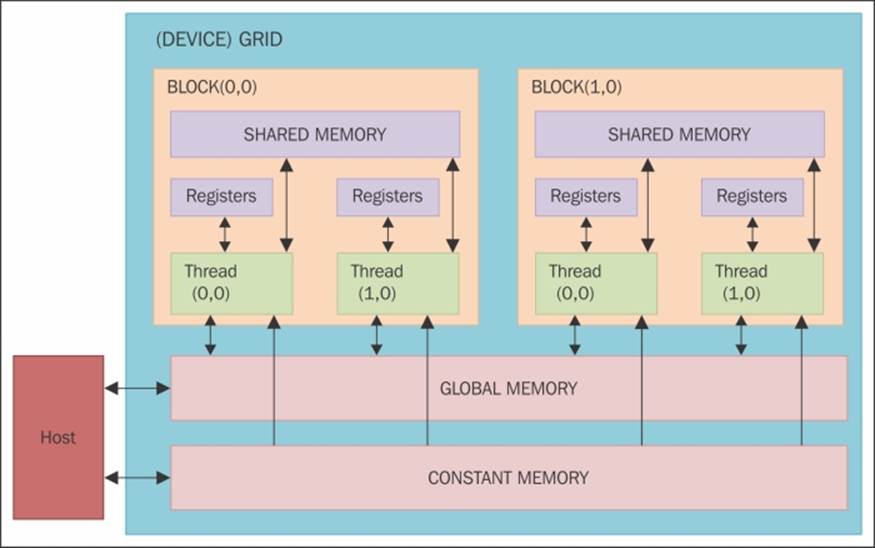 (DEVICE) GRID
BLOCK(0,0)
SHARED MEMORY
Registers
Registers
Thread
(0,0)
Thread
(1,0)
BLOCK(1,0)
SHARED MEMORY
Registers
Registers
Thread
(0,0)
Thread
(1,0)
Host
GLOBAL MEMORY
CONSTANT MEMORY